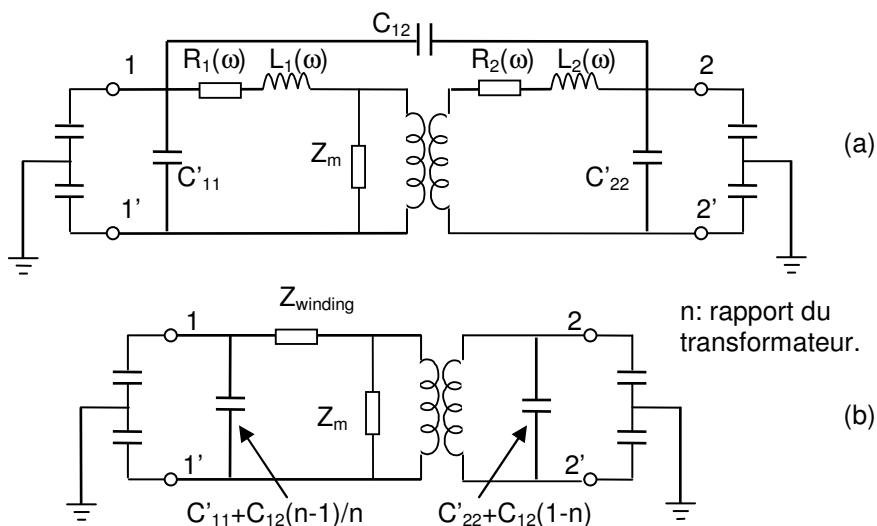 C12
R1(ω) L1(ω) R2(ω) L2(ω)
1 2
Zm
C'11 C'22
(a)
1' 2'
Zwinding
n: rapport du
transformateur.
1 2
Zm
(b)
1' 2'
C'11+C12(n-1)/n C'22+C12(1-n)